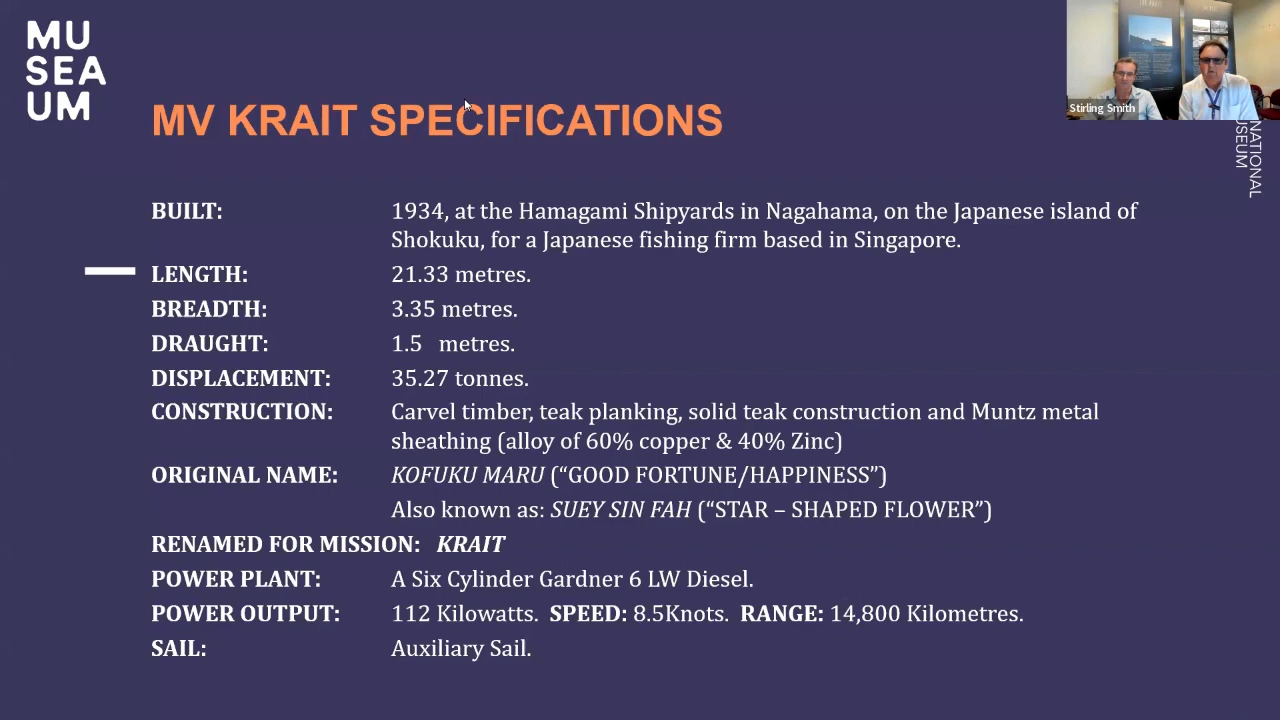 MU
SEA
UM
Stirling Smith
NATIONAL
USEUM
MV KRAIT SPECIFICATIONS
BUILT: 1934, at the Hamagami Shipyards in Nagahama, on the Japanese island of
Shokuku, for a Japanese fishing firm based in Singapore.
LENGTH: 21.33 metres.
BREADTH: 3.35 metres.
DRAUGHT: 1.5 metres.
DISPLACEMENT: 35.27 tonnes.
CONSTRUCTION: Carvel timber, teak planking, solid teak construction and Muntz metal
sheathing (alloy of 60% copper & 40% Zinc)
ORIGINAL NAME: KOFUKU MARU (“GOOD FORTUNE/HAPPINESS”)
Also known as: SUEY SIN FAH (“STAR – SHAPED FLOWER”)
RENAMED FOR MISSION: KRAIT
POWER PLANT: A Six Cylinder Gardner 6 LW Diesel.
POWER OUTPUT: 112 Kilowatts. SPEED: 8.5Knots. RANGE: 14,800 Kilometres.
SAIL: Auxiliary Sail.